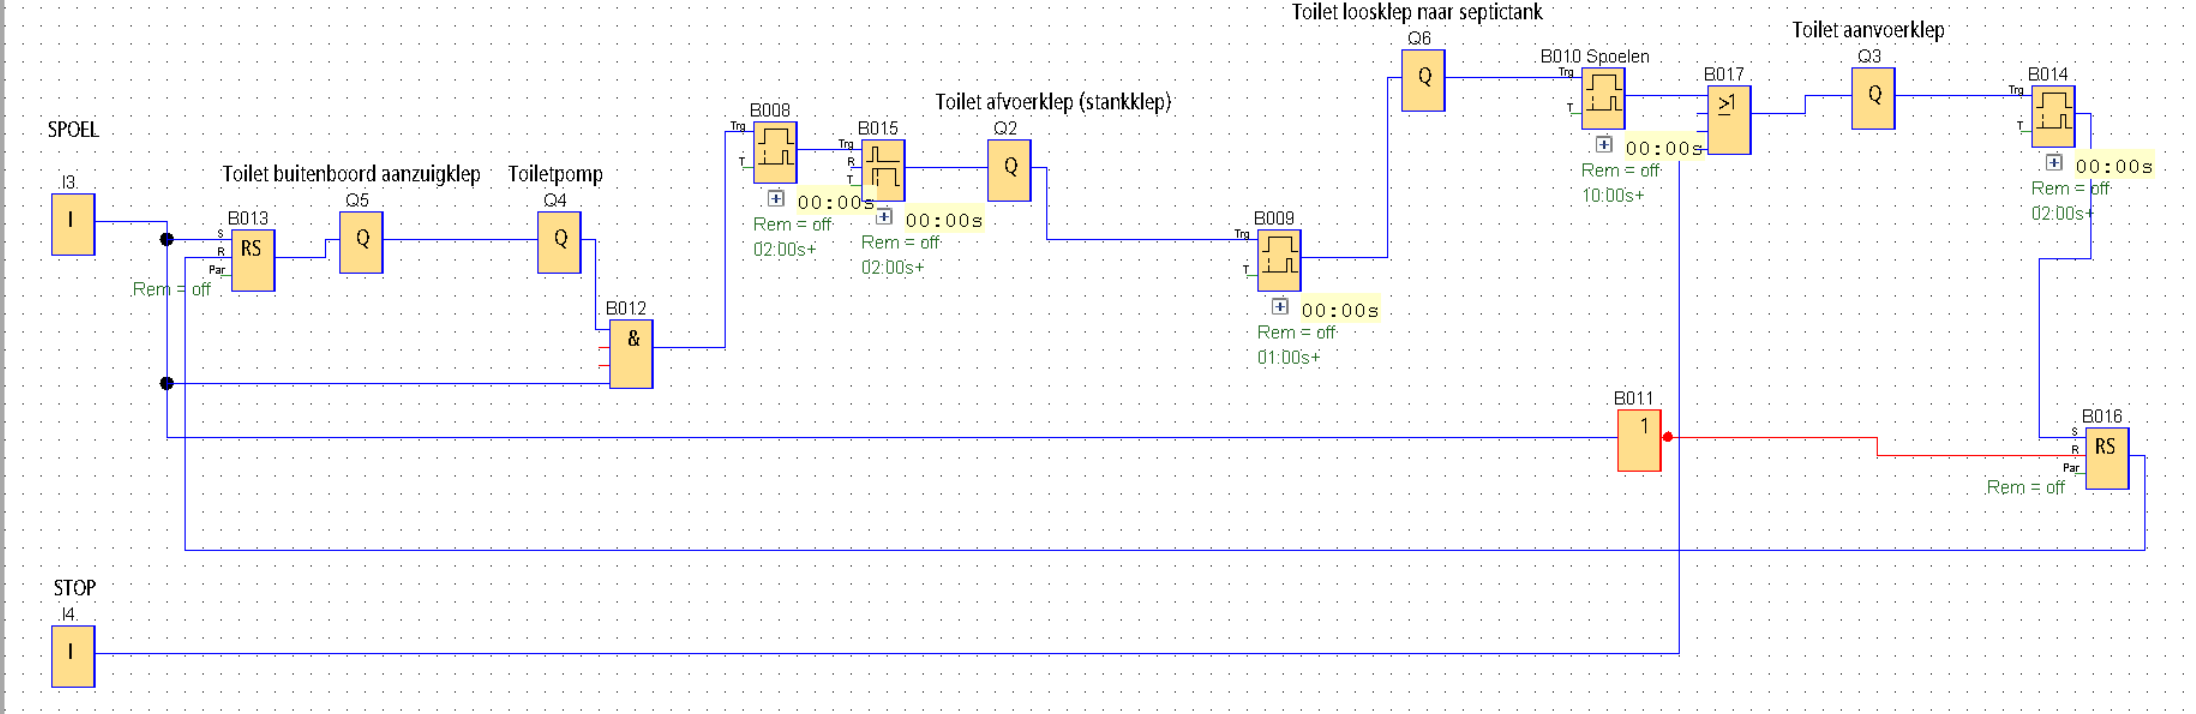 Toilet loosklep naar septictank
Q6
Q
Toilet aanvoerklep
Q3
Q
B010 Spoelen
Trg
T
00:00s
Rem = off
10:00s+
B017
≥1
B014
Trg
T
00:00s
Rem = off
02:00s+
Toilet afvoerklep (stankklep)
Q2
Q
B008
Trg
T
00:00s
Rem = off
02:00s+
B015
Trg
R
T
00:00s
Rem = off
02:00s+
SPOEL
I3
I
Toilet buitenboord aanzuigklep
Q5
Q
Toiletpomp
Q4
Q
B013
S
R
Par
RS
Rem = off
B009
Trg
T
00:00s
Rem = off
01:00s+
B012
&
B011
1
B016
S
R
Par
RS
Rem = off
STOP
I4
I